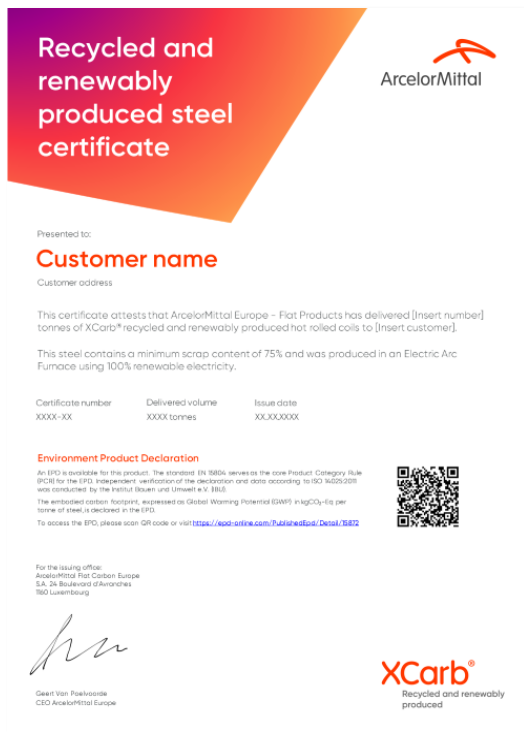 Recycled and
renewably
produced steel
certificate
ArcelorMittal
Presented to:
Customer name
Customer address
This certificate attests that ArcelorMittal Europe - Flat Products has delivered [Insert number]
tonnes of XCarb® recycled and renewably produced hot rolled coils to [Insert customer].
This steel contains a minimum scrap content of 75% and was produced in an Electric Arc
Furnace using 100% renewable electricity.
Certificate number
Delivered volume
Issue date
XXXX-XX
XXXX tonnes
XX.XX.XXXX
Environment Product Declaration
An EPD is available for this product. The standard EN 15804 serves as the core Product Category Rule
(PCR) for the EPD. Independent verification of the declaration and data according to ISO 14025:2011
was conducted by the Institut Bauen und Umwelt e.V. (IBU).
The embodied carbon footprint, expressed as Global Warming Potential (GWP) in kgCO₂-Eq. per
tonne of steel, is declared in the EPD.
To access the EPD, please scan QR code or visit https://epd-online.com/PublishedEpd/Detail/15872
For the issuing office:
ArcelorMittal Flat Carbon Europe
S.A. 24 Boulevard d'Avranches
1160 Luxembourg
Geert Van Poelvoorde
CEO ArcelorMittal Europe
XCarb®
Recycled and renewably
produced